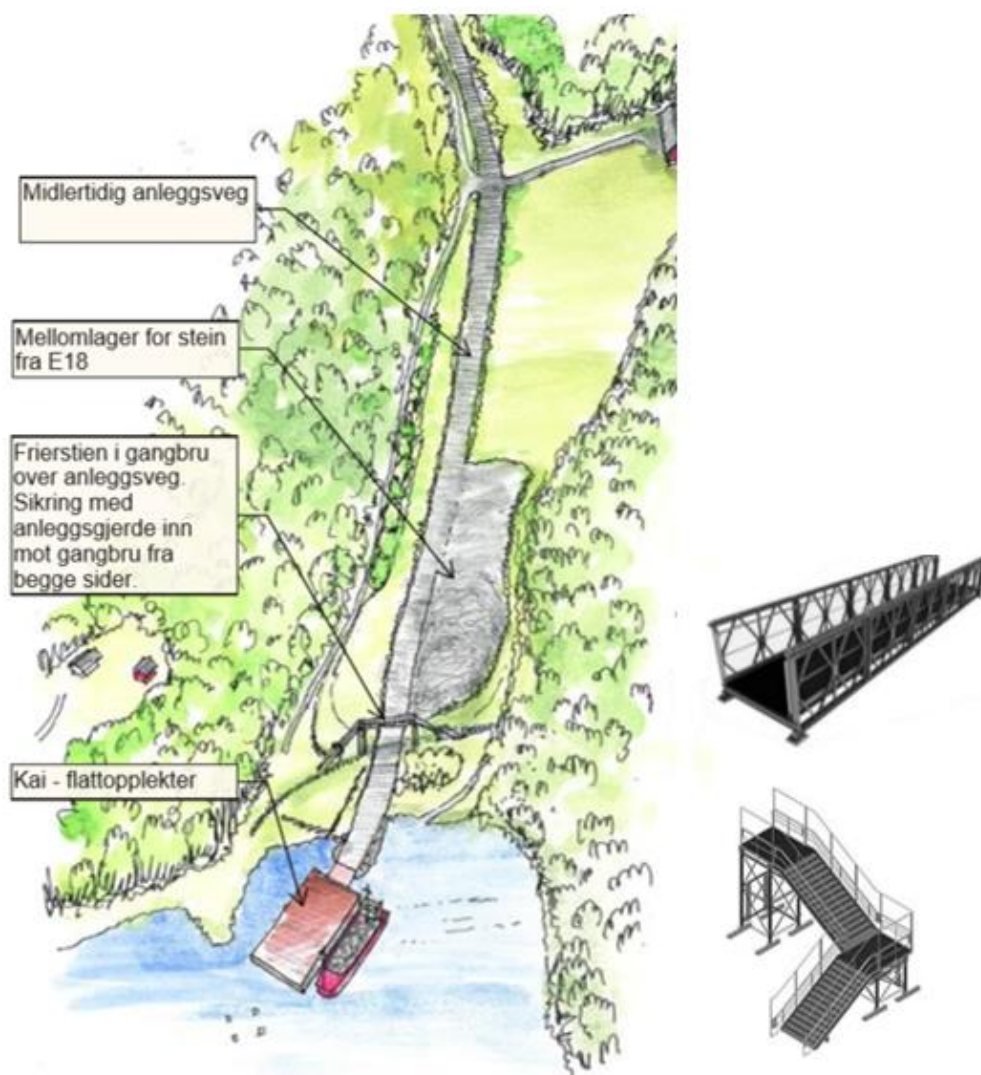 Midlertidig anleggsveg
Mellomlager for stein
fra E18
Frierstien i gangbru
over anleggsveg.
Sikring med
anleggsgjerde inn
mot gangbru fra
begge sider.
Kai - flattopplekter